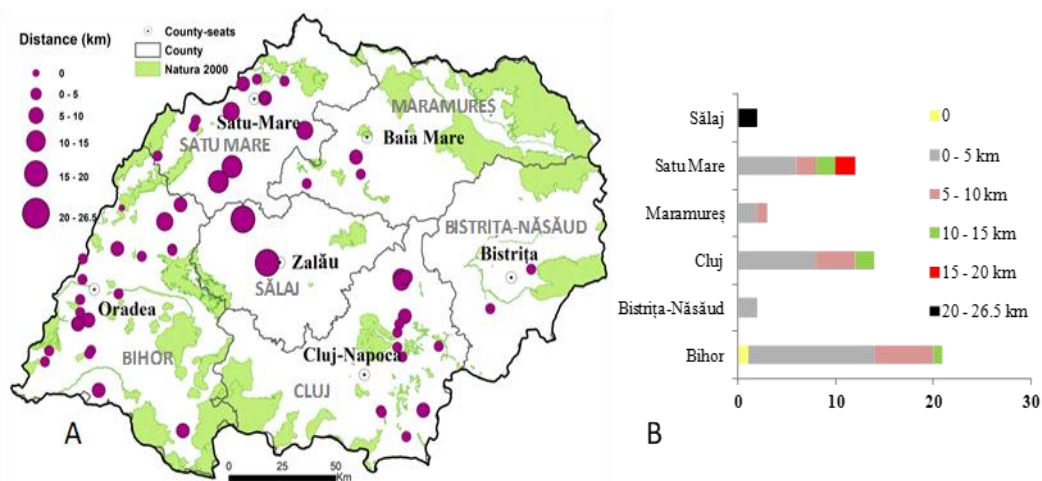 Distance (km)
0
0 - 5
5 - 10
10 - 15
15 - 20
20 - 26.5
County-seats
County
Natura 2000
MARAMUREȘ
Satu-Mare
Baia Mare
SATU MARE
BISTRIȚA-NĂSĂUD
Bistrița
Zalău
SĂLAJ
Oradea
BIHOR
Cluj-Napoca
CLUJ
A
0 25 50
Km
Sălaj
Satu Mare
Maramureș
Cluj
Bistrița-Năsăud
Bihor
0 10 20 30
0
0 - 5 km
5 - 10 km
10 - 15 km
15 - 20 km
20 - 26.5 km
B